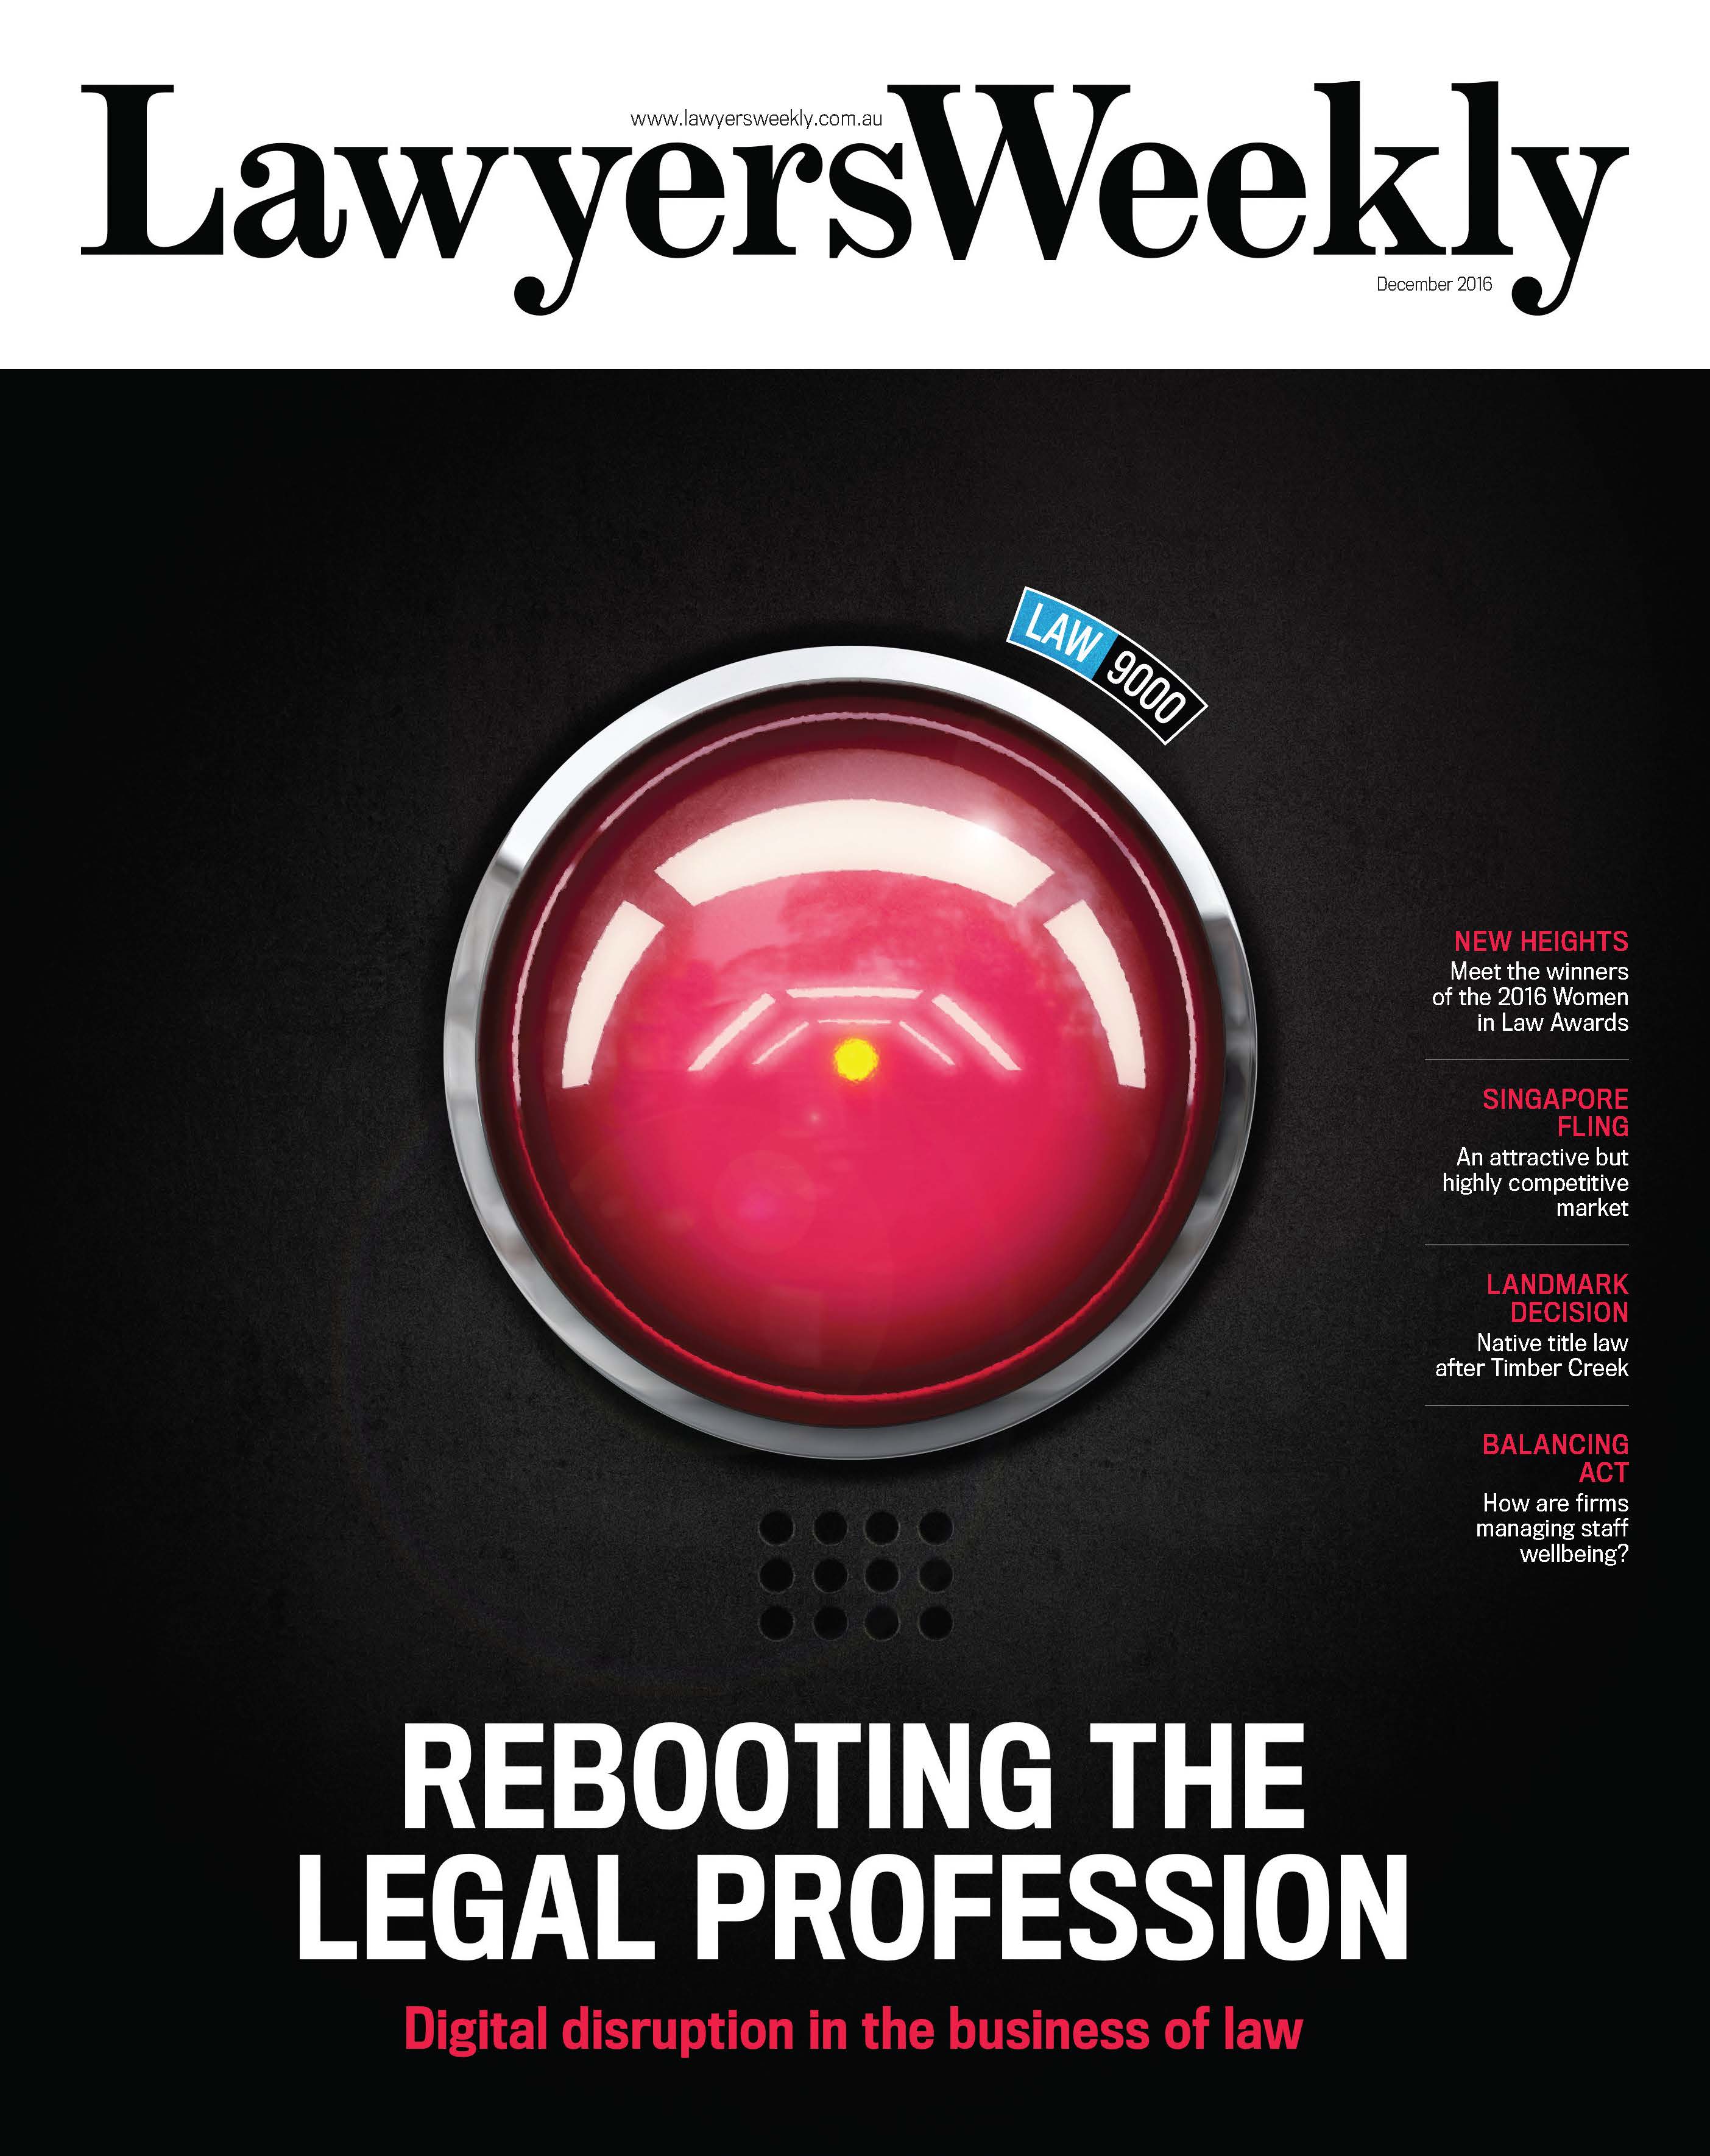 www.lawyersweekly.com.au
LawyersWeekly
December 2016
LAW 9000
NEW HEIGHTS
Meet the winners
of the 2016 Women
in Law Awards
SINGAPORE
FLING
An attractive but
highly competitive
market
LANDMARK
DECISION
Native title law
after Timber Creek
BALANCING
ACT
How are firms
managing staff
wellbeing?
REBOOTING THE
LEGAL PROFESSION
Digital disruption in the business of law